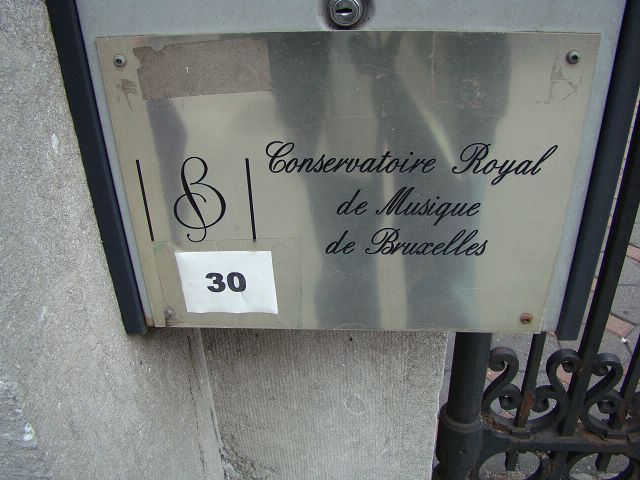 Conservatoire Royal
de Musique
de Bruxelles
B
30